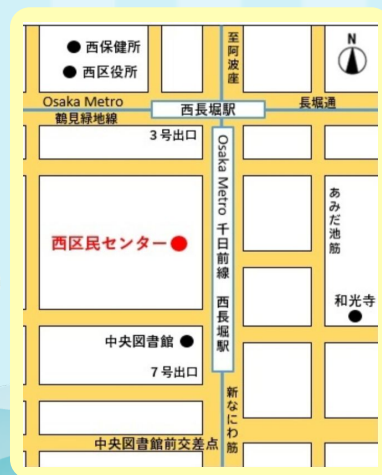 西保健所
西区役所
至阿波座
N
Osaka Metro
鶴見緑地線
西長堀駅
長堀通
3号出口
Osaka Metro 千日前線 西長堀駅
あみだ池筋
西区民センター
和光寺
中央図書館
7号出口
新なにわ筋
中央図書館前交差点